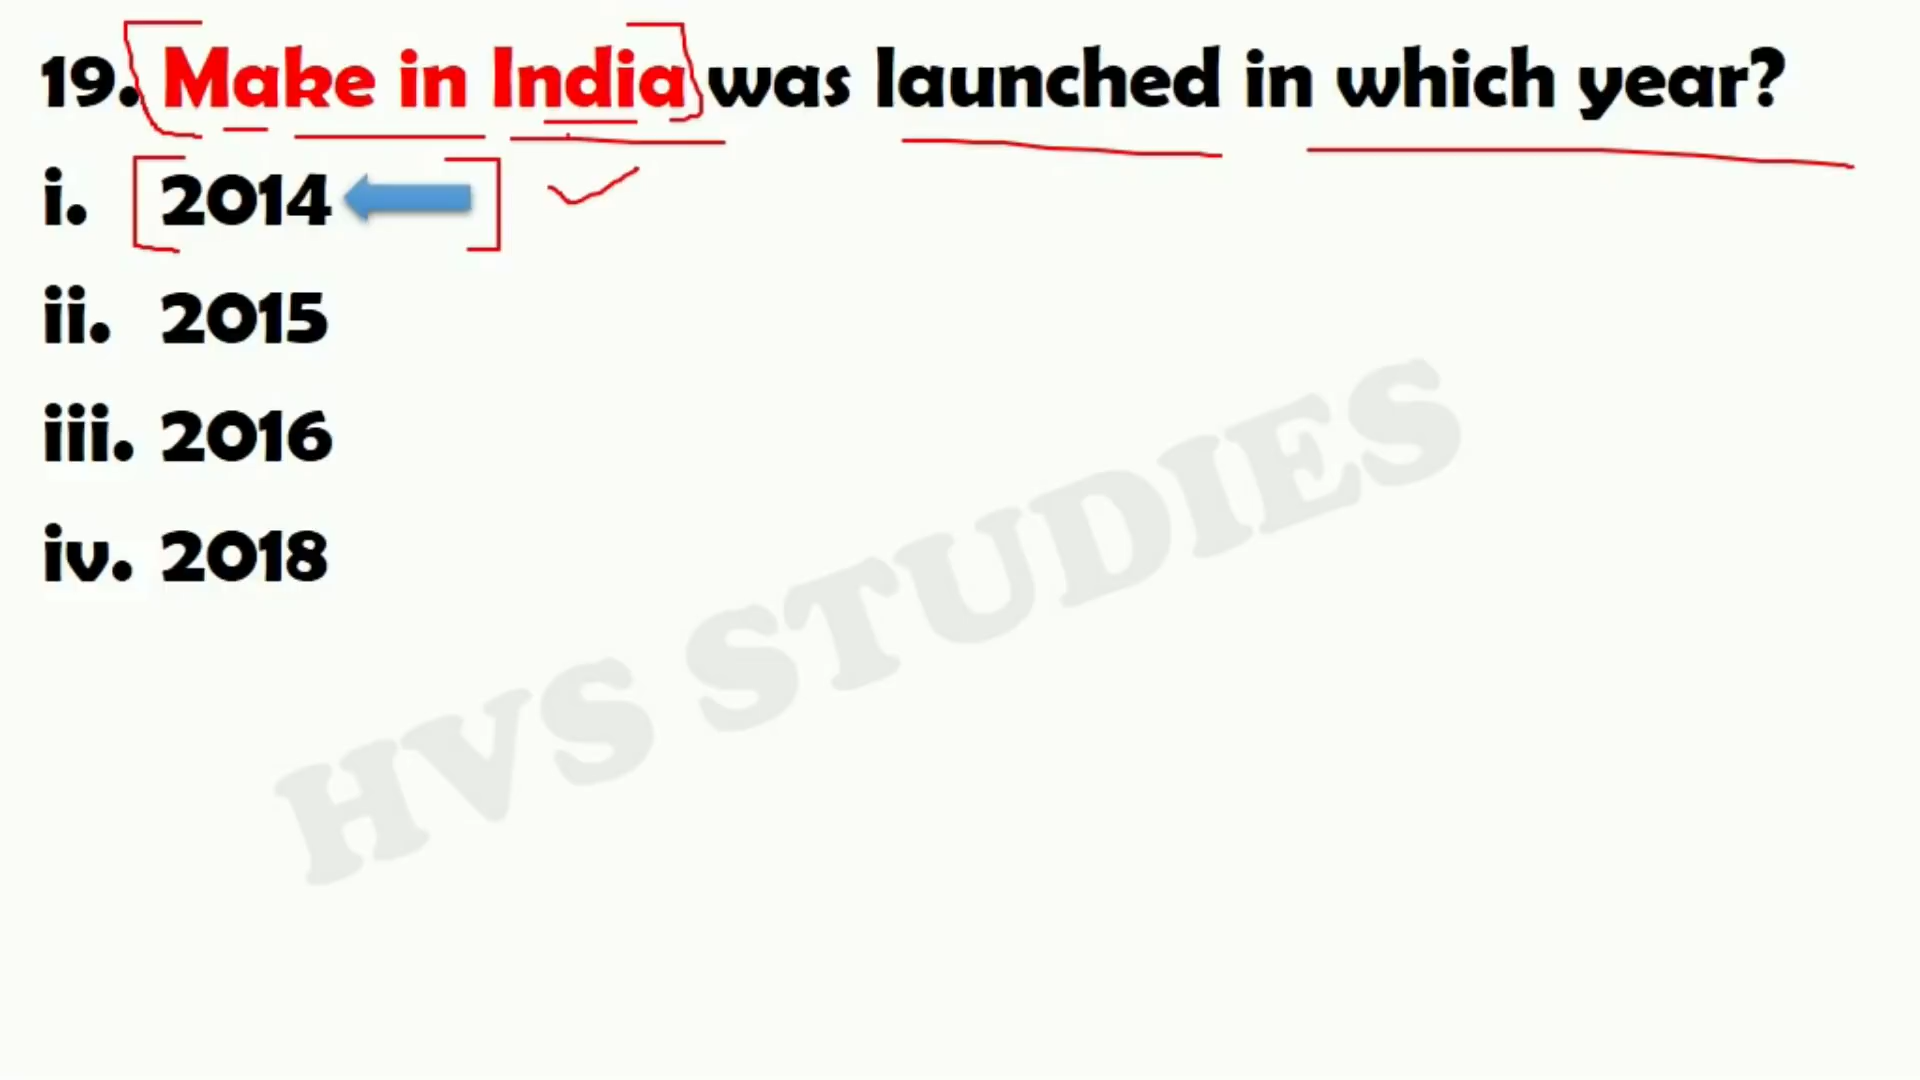 19. Make in India was launched in which year?
i. 2014
ii. 2015
iii. 2016
iv. 2018
HVS STUDIES